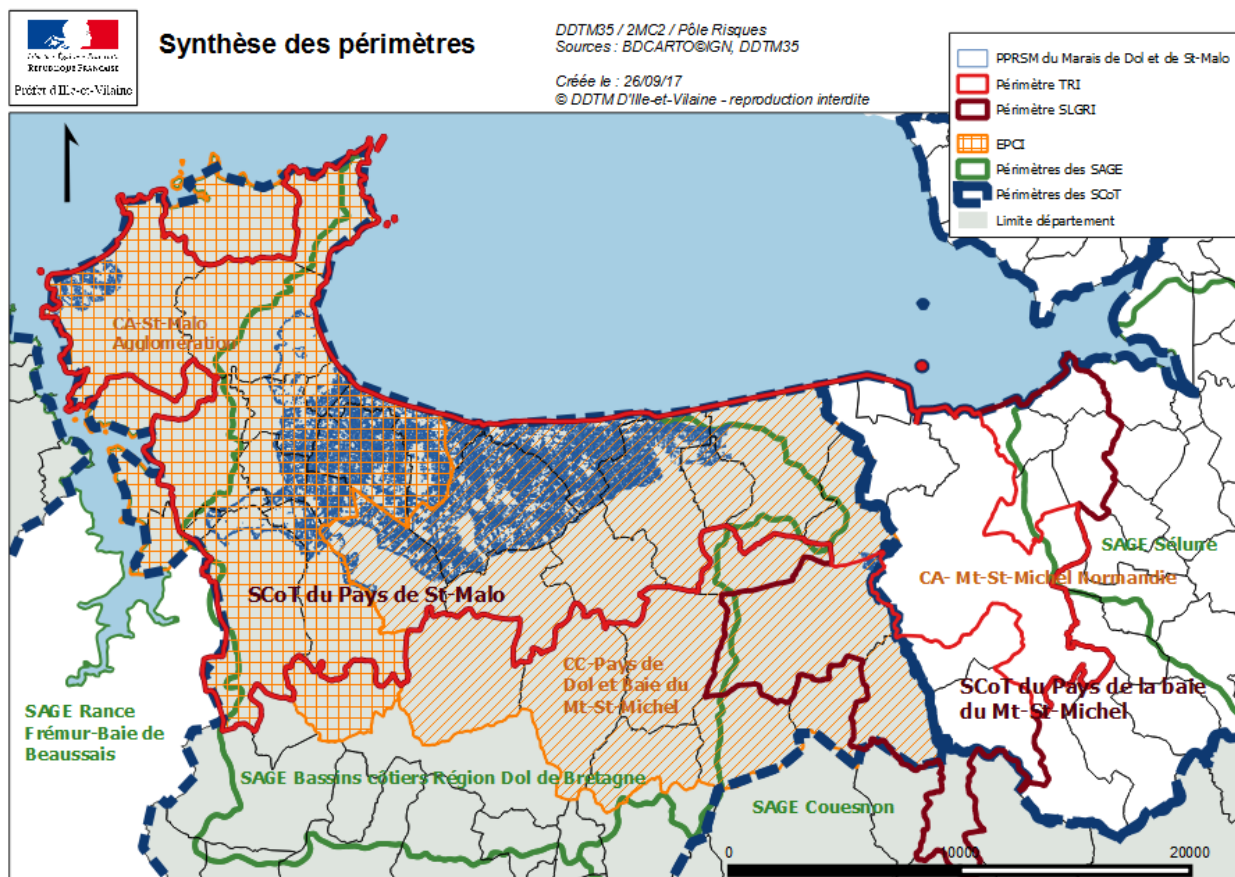 RÉPUBLIQUE FRANÇAISE
Préfet d'Ille-et-Vilaine
Synthèse des périmètres
DDTM35 / 2MC2 / Pôle Risques
Sources : BDCARTO©IGN, DDTM35
Créée le : 26/09/17
© DDTM D'Ille-et-Vilaine - reproduction interdite
PPRSM du Marais de Dol et de St-Malo
Périmètre TRI
Périmètre SLGRI
EPCI
Périmètres des SAGE
Périmètres des SCoT
Limite département
CA-St-Malo
Agglomération
SAGE Sélune
CA- Mt-St-Michel Normandie
SCoT du Pays de St-Malo
CC-Pays de
Dol et Baie du
Mt-St-Michel
SCoT du Pays de la baie
du Mt-St-Michel
SAGE Rance
Frémur-Baie de
Beaussais
SAGE Bassins côtiers Région Dol de Bretagne
SAGE Couesnon
0 10000 20000